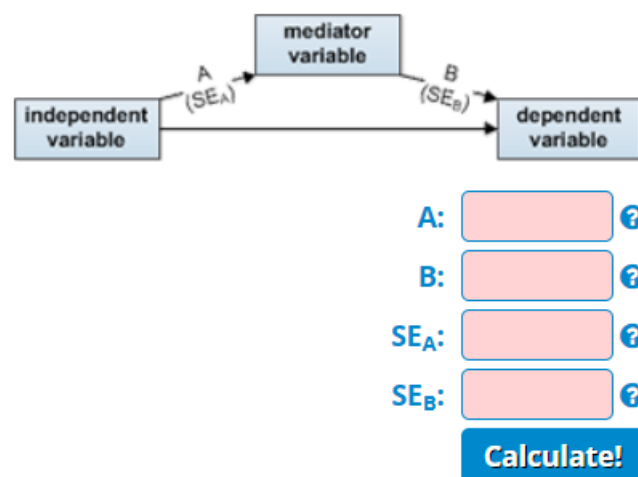 mediator
variable
A
(SEA)
B
(SEB)
independent
variable
dependent
variable
A:
?
B:
?
SEA:
?
SEB:
?
Calculate!